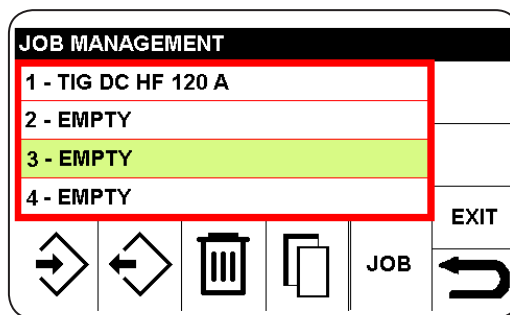 JOB MANAGEMENT
1 - TIG DC HF 120 A
2 - EMPTY
3 - EMPTY
4 - EMPTY
EXIT
JOB